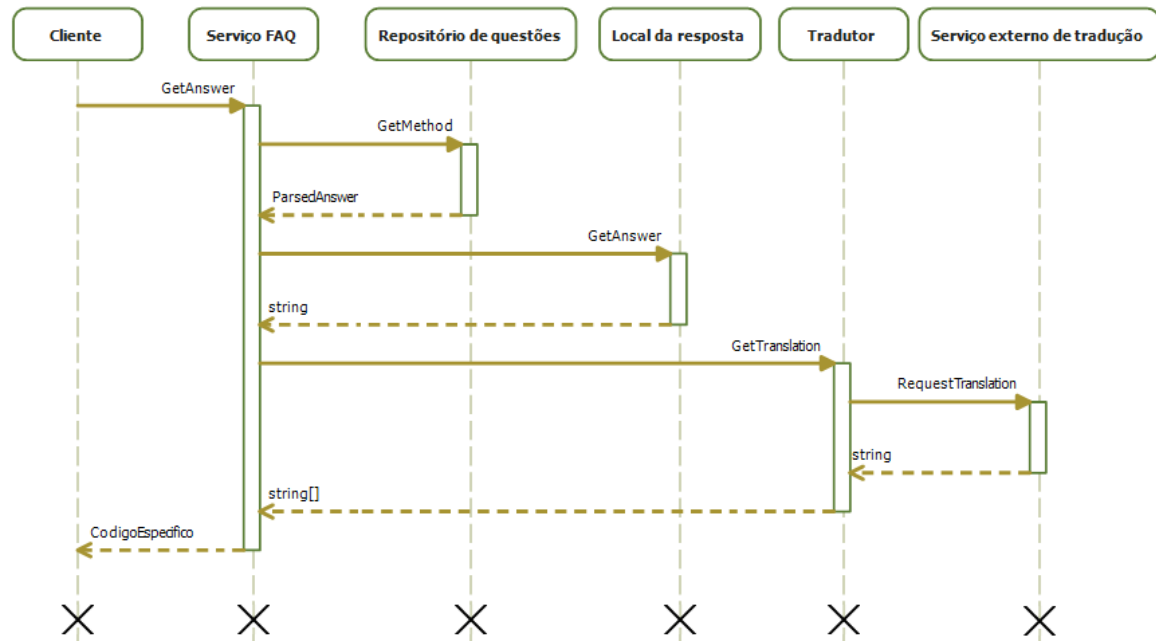 Cliente
Serviço FAQ
Repositório de questões
Local da resposta
Tradutor
Serviço externo de tradução
GetAnswer
GetMethod
ParsedAnswer
GetAnswer
string
GetTranslation
RequestTranslation
string
string[]
CodigoEspecifico